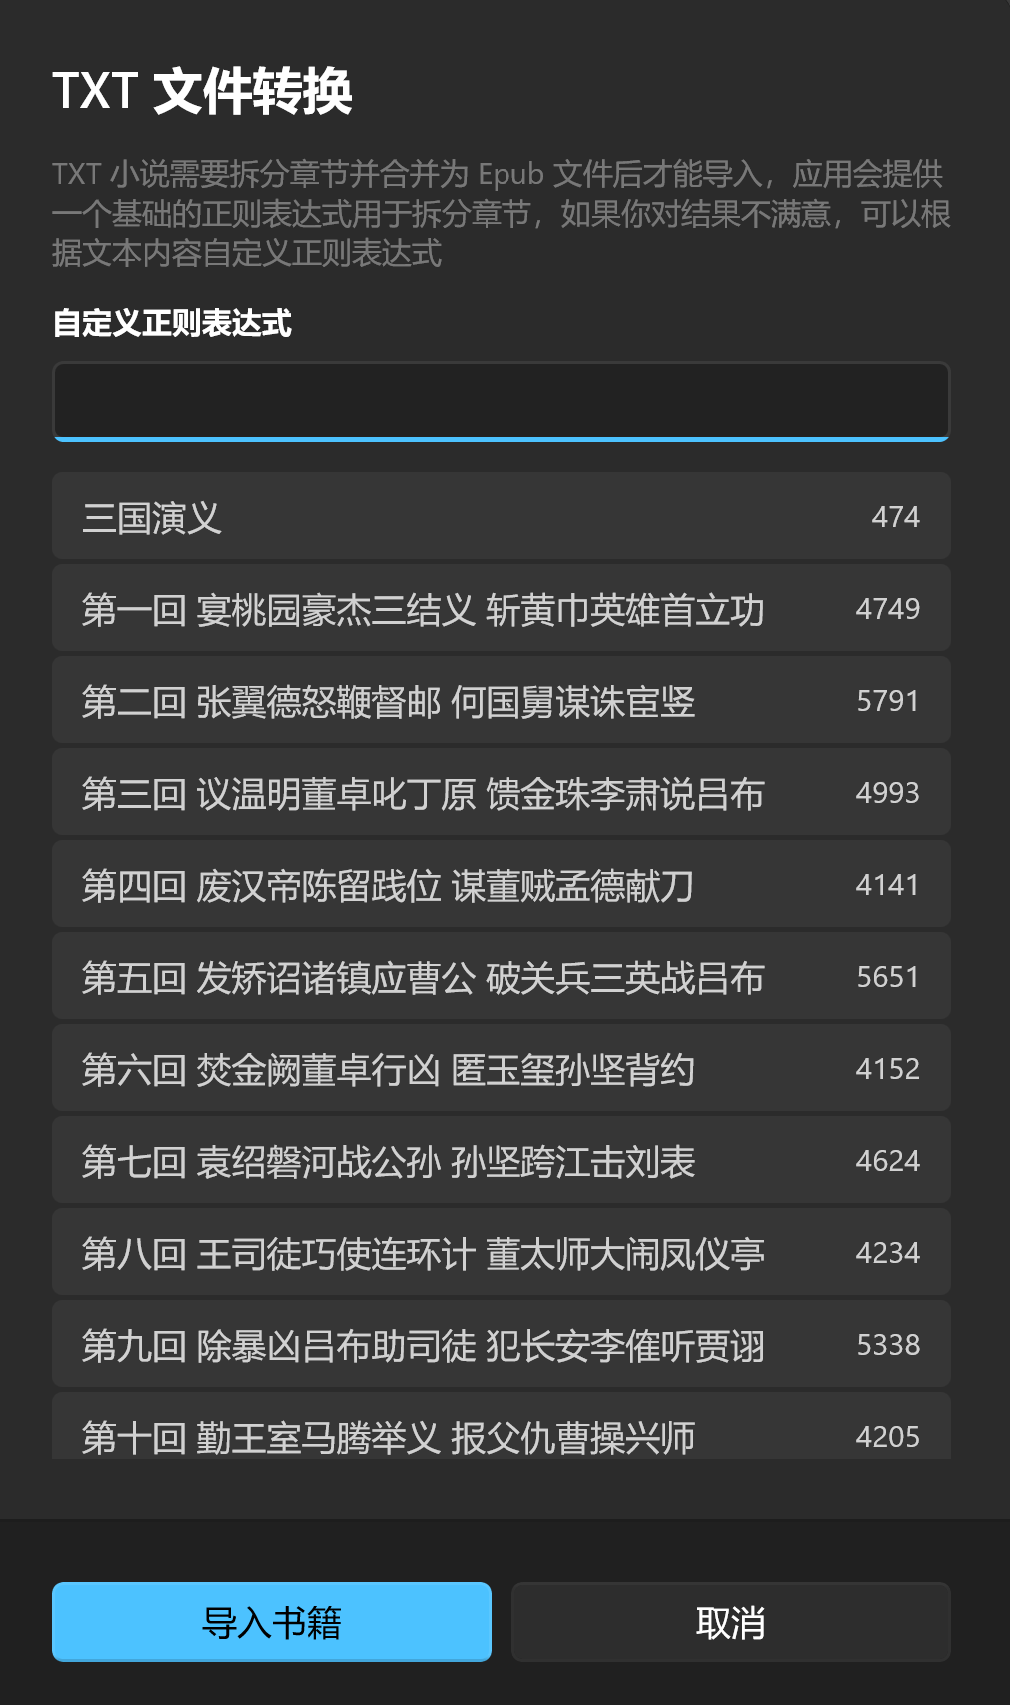 TXT 文件转换
TXT 小说需要拆分章节并合并为 Epub 文件后才能导入，应用会提供
一个基础的正则表达式用于拆分章节，如果你对结果不满意，可以根
据文本内容自定义正则表达式
自定义正则表达式
三国演义 474
第一回 宴桃园豪杰三结义 斩黄巾英雄首立功 4749
第二回 张翼德怒鞭督邮 何国舅谋诛宦竖 5791
第三回 议温明董卓叱丁原 馈金珠李肃说吕布 4993
第四回 废汉帝陈留践位 谋董贼孟德献刀 4141
第五回 发矫诏诸镇应曹公 破关兵三英战吕布 5651
第六回 焚金阙董卓行凶 匿玉玺孙坚背约 4152
第七回 袁绍磐河战公孙 孙坚跨江击刘表 4624
第八回 王司徒巧使连环计 董太师大闹凤仪亭 4234
第九回 除暴凶吕布助司徒 犯长安李傕听贾诩 5338
第十回 勤王室马腾举义 报父仇曹操兴师 4205
导入书籍 取消